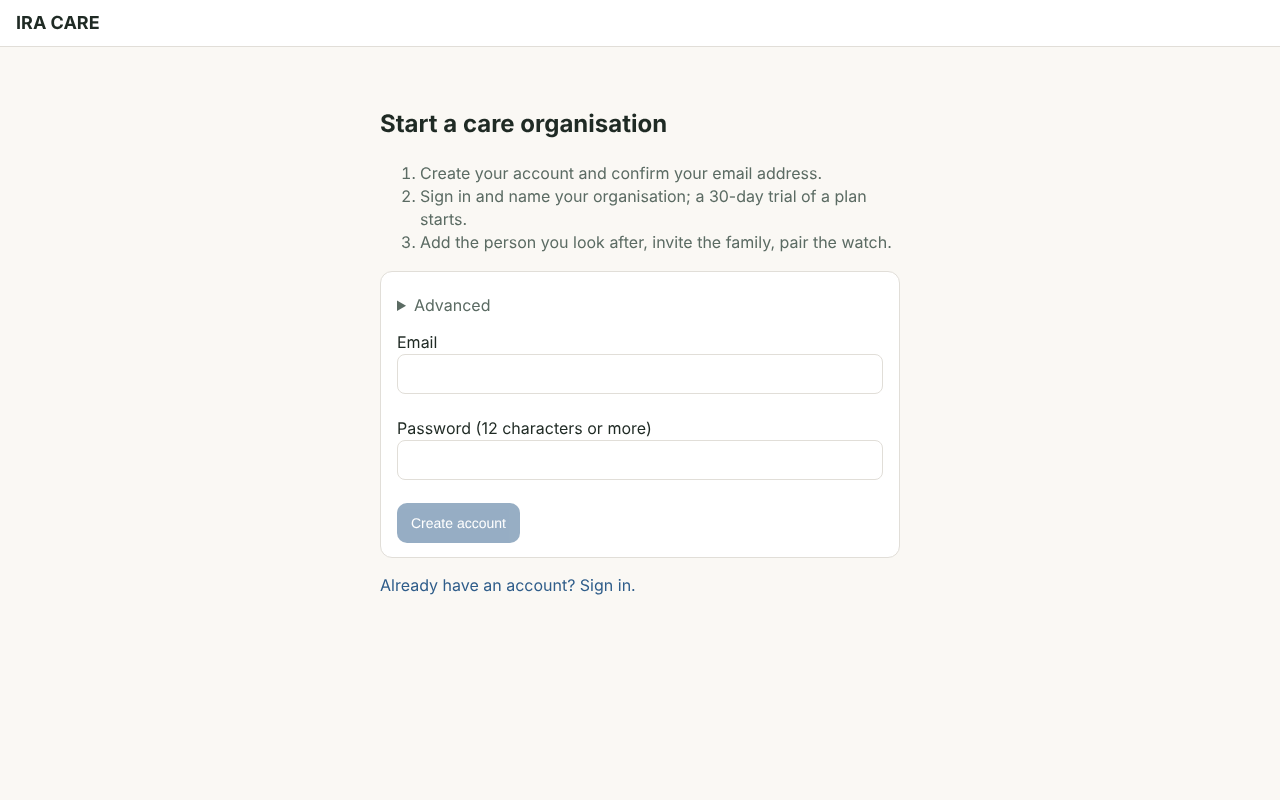 IRA CARE
Start a care organisation
1. Create your account and confirm your email address.
2. Sign in and name your organisation; a 30-day trial of a plan
starts.
3. Add the person you look after, invite the family, pair the watch.
Advanced
Email
Password (12 characters or more)
Create account
Already have an account? Sign in.